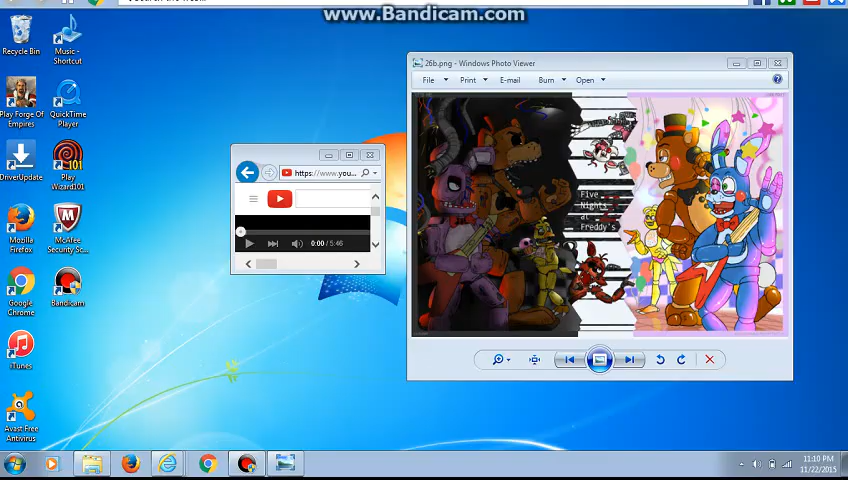 www.Bandicam.com
Recycle Bin
Music -
Shortcut
Play Forge Of
Empires
QuickTime
Player
DriverUpdate
Play
Wizard101
101
Mozilla
Firefox
McAfee
Security Sc...
Google
Chrome
Bandicam
iTunes
Avast Free
Antivirus
https://www.you...
0:00 / 5:46
26b.png - Windows Photo Viewer
File
Print
E-mail
Burn
Open
Five
Nights
at
Freddy's
11:10 PM
11/22/2015